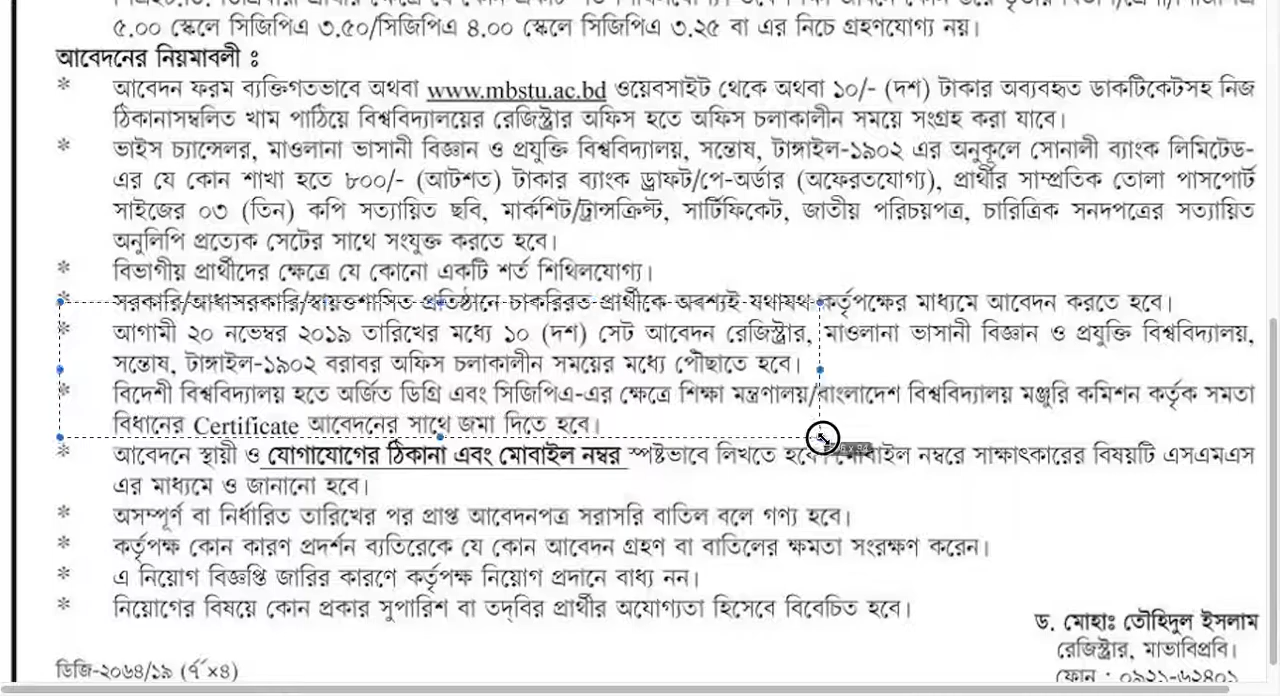 ৫.০০ স্কেলে সিজিপিএ ৩.৫০/সিজিপিএ ৪.০০ স্কেলে সিজিপিএ ৩.২৫ বা এর নিচে গ্রহণযোগ্য নয়।
আবেদনের নিয়মাবলী :
* আবেদন ফরম ব্যক্তিগতভাবে অথবা www.mbstu.ac.bd ওয়েবসাইট থেকে অথবা ১০/- (দশ) টাকার অব্যবহৃত ডাকটিকেটসহ নিজ
ঠিকানাসম্বলিত খাম পাঠিয়ে বিশ্ববিদ্যালয়ের রেজিস্ট্রার অফিস হতে অফিস চলাকালীন সময়ে সংগ্রহ করা যাবে।
* ভাইস চ্যান্সেলর, মাওলানা ভাসানী বিজ্ঞান ও প্রযুক্তি বিশ্ববিদ্যালয়, সন্তোষ, টাঙ্গাইল-১৯০২ এর অনুকূলে সোনালী ব্যাংক লিমিটেড-
এর যে কোন শাখা হতে ৮০০/- (আটশত) টাকার ব্যাংক ড্রাফট/পে-অর্ডার (অফেরতযোগ্য), প্রার্থীর সাম্প্রতিক তোলা পাসপোর্ট
সাইজের ০৩ (তিন) কপি সত্যায়িত ছবি, মার্কশিট/ট্রান্সক্রিপ্ট, সার্টিফিকেট, জাতীয় পরিচয়পত্র, চারিত্রিক সনদপত্রের সত্যায়িত
অনুলিপি প্রত্যেক সেটের সাথে সংযুক্ত করতে হবে।
* বিভাগীয় প্রার্থীদের ক্ষেত্রে যে কোনো একটি শর্ত শিথিলযোগ্য।
* সরকারি/আধাসরকারি/স্বায়ত্তশাসিত প্রতিষ্ঠানে চাকরিরত প্রার্থীকে অবশ্যই যথাযথ কর্তৃপক্ষের মাধ্যমে আবেদন করতে হবে।
* আগামী ২০ নভেম্বর ২০১৯ তারিখের মধ্যে ১০ (দশ) সেট আবেদন রেজিস্ট্রার, মাওলানা ভাসানী বিজ্ঞান ও প্রযুক্তি বিশ্ববিদ্যালয়,
সন্তোষ, টাঙ্গাইল-১৯০২ বরাবর অফিস চলাকালীন সময়ের মধ্যে পৌঁছাতে হবে।
* বিদেশী বিশ্ববিদ্যালয় হতে অর্জিত ডিগ্রি এবং সিজিপিএ-এর ক্ষেত্রে শিক্ষা মন্ত্রণালয়/বাংলাদেশ বিশ্ববিদ্যালয় মঞ্জুরি কমিশন কর্তৃক সমতা
বিধানের Certificate আবেদনের সাথে জমা দিতে হবে।
* আবেদনে স্থায়ী ও যোগাযোগের ঠিকানা এবং মোবাইল নম্বর স্পষ্টভাবে লিখতে হবে। মোবাইল নম্বরে সাক্ষাৎকারের বিষয়টি এসএমএস
এর মাধ্যমে ও জানানো হবে।
* অসম্পূর্ণ বা নির্ধারিত তারিখের পর প্রাপ্ত আবেদনপত্র সরাসরি বাতিল বলে গণ্য হবে।
* কর্তৃপক্ষ কোন কারণ প্রদর্শন ব্যতিরেকে যে কোন আবেদন গ্রহণ বা বাতিলের ক্ষমতা সংরক্ষণ করেন।
* এ নিয়োগ বিজ্ঞপ্তি জারির কারণে কর্তৃপক্ষ নিয়োগ প্রদানে বাধ্য নন।
* নিয়োগের বিষয়ে কোন প্রকার সুপারিশ বা তদ্‌বির প্রার্থীর অযোগ্যতা হিসেবে বিবেচিত হবে।
ড. মোহাঃ তৌহিদুল ইসলাম
রেজিস্ট্রার, মাভাবিপ্রবি।
ফোন : ০৯২১-৬২৪০১
ডিজি-২০৬৪/১৯ (৭˝×৪)